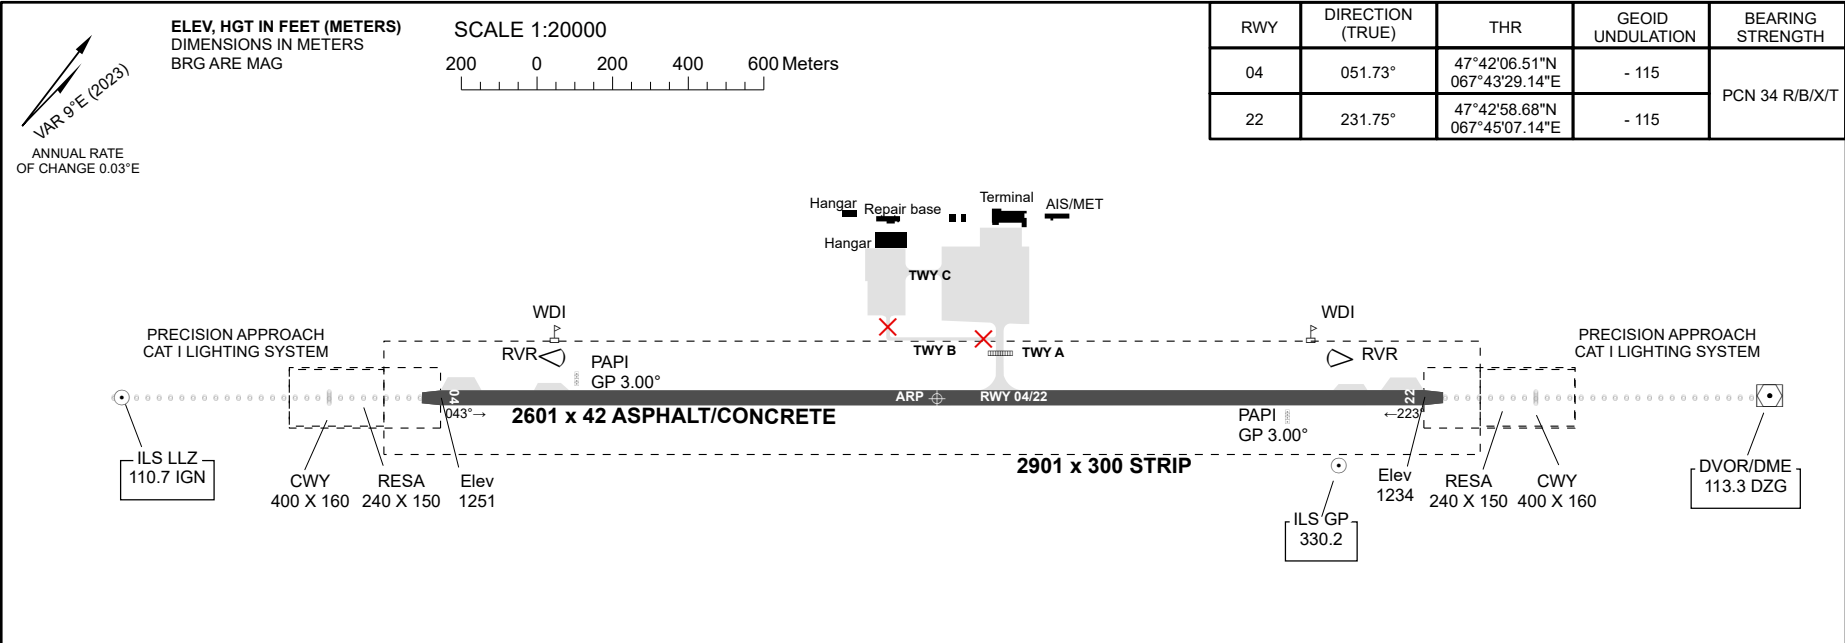 ELEV, HGT IN FEET (METERS)
DIMENSIONS IN METERS
BRG ARE MAG
SCALE 1:20000
200 0 200 400 600 Meters
VAR 9°E (2023)
ANNUAL RATE
OF CHANGE 0.03°E
RWY DIRECTION (TRUE) THR GEOID UNDULATION BEARING STRENGTH
04 051.73° 47°42'06.51"N 067°43'29.14"E - 115 PCN 34 R/B/X/T
22 231.75° 47°42'58.68"N 067°45'07.14"E - 115
Hangar
Repair base
Terminal
AIS/MET
Hangar
TWY C
WDI
WDI
PRECISION APPROACH
CAT I LIGHTING SYSTEM
PRECISION APPROACH
CAT I LIGHTING SYSTEM
RVR
PAPI
GP 3.00°
TWY B
TWY A
RVR
04
043°→
ARP
RWY 04/22
22
←223°
2601 x 42 ASPHALT/CONCRETE
PAPI
GP 3.00°
2901 x 300 STRIP
ILS LLZ
110.7 IGN
CWY
400 X 160
RESA
240 X 150
Elev
1251
Elev
1234
RESA
240 X 150
CWY
400 X 160
DVOR/DME
113.3 DZG
ILS GP
330.2